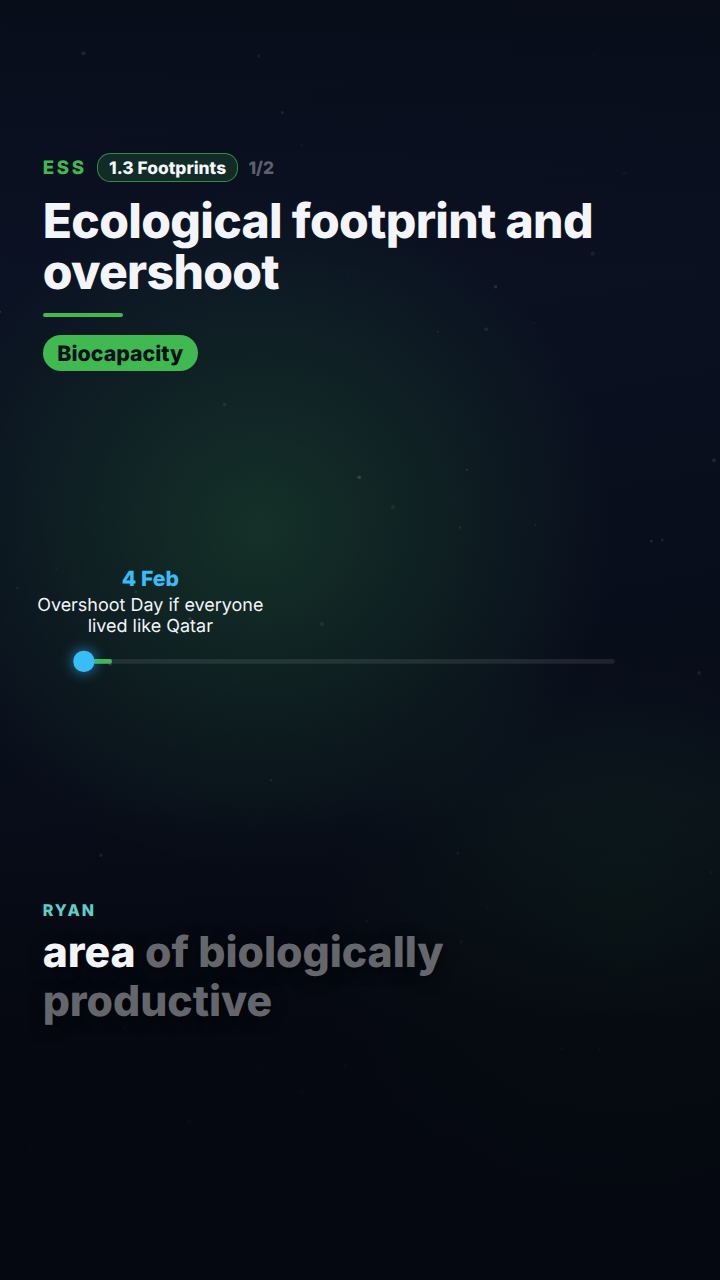 ESS 1.3 Footprints 1/2
Ecological footprint and
overshoot
Biocapacity
4 Feb
Overshoot Day if everyone
lived like Qatar
RYAN
area of biologically
productive